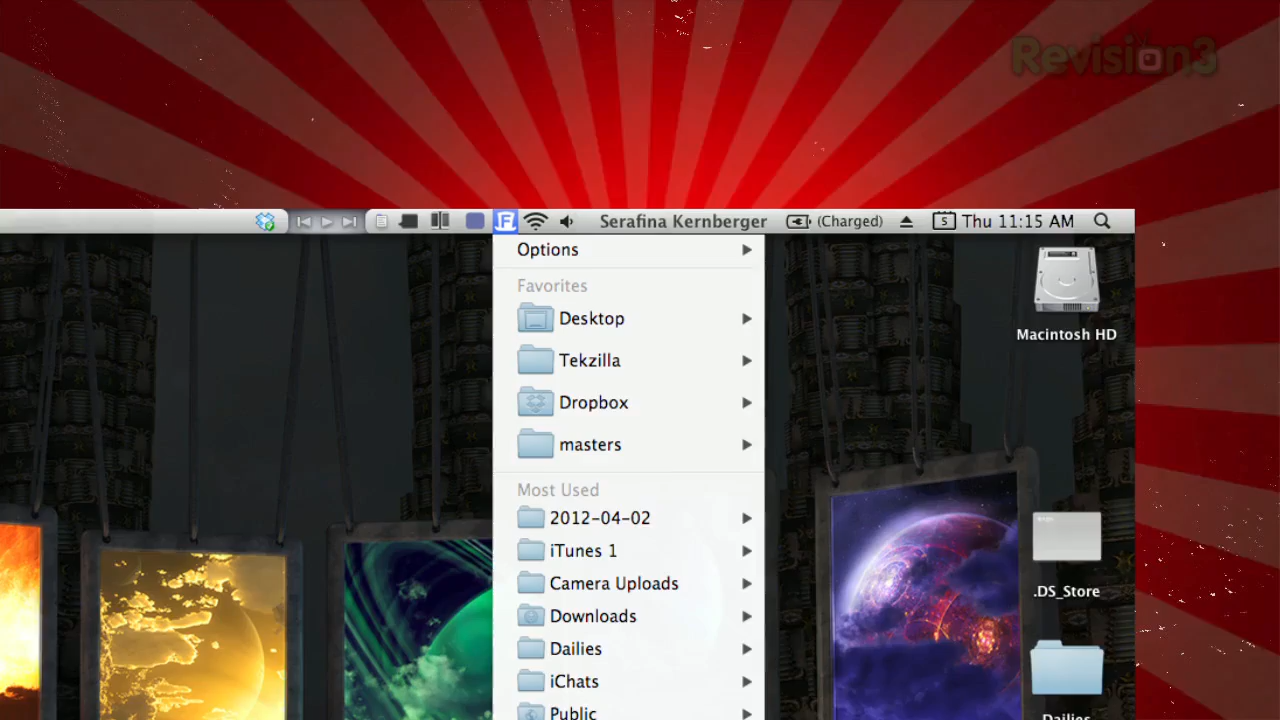 Revision3
Serafina Kernberger (Charged) 5 Thu 11:15 AM
Options
Favorites
Desktop
Tekzilla
Dropbox
masters
Most Used
2012-04-02
iTunes 1
Camera Uploads
Downloads
Dailies
iChats
Public
Macintosh HD
.DS_Store
Dailies